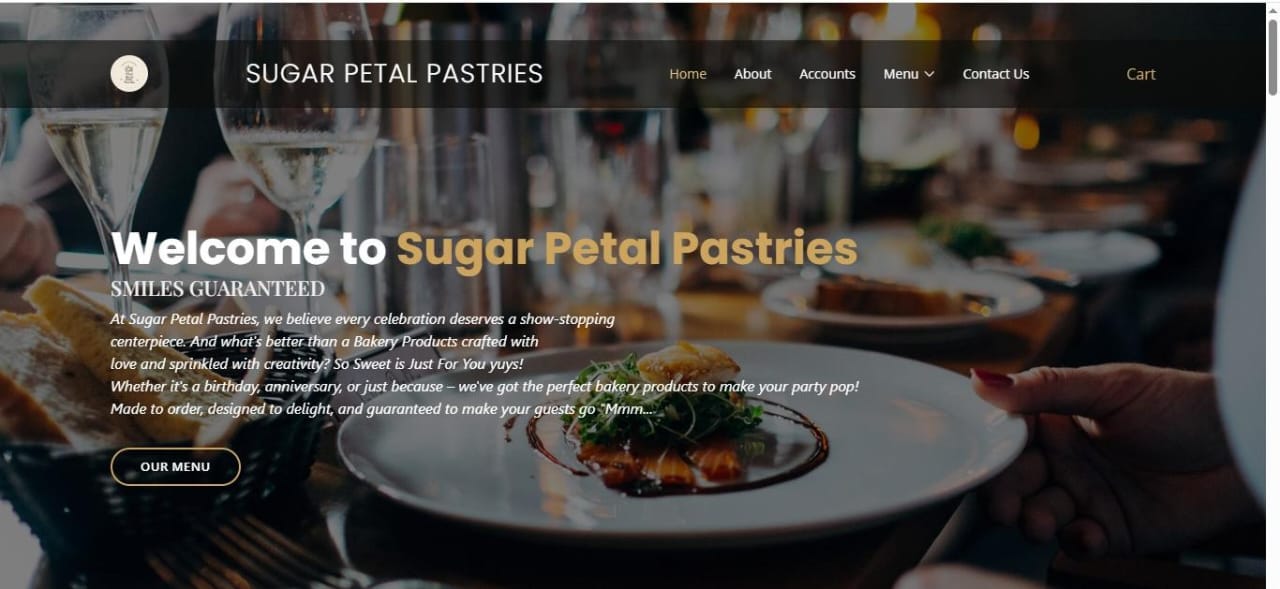 SUGAR PETAL PASTRIES
Home About Accounts Menu Contact Us Cart
Welcome to Sugar Petal Pastries
SMILES GUARANTEED
At Sugar Petal Pastries, we believe every celebration deserves a show-stopping
centerpiece. And what's better than a Bakery Products crafted with
love and sprinkled with creativity? So Sweet is Just For You yuys!
Whether it's a birthday, anniversary, or just because – we've got the perfect bakery products to make your party pop!
Made to order, designed to delight, and guaranteed to make your guests go "Mmm...
OUR MENU